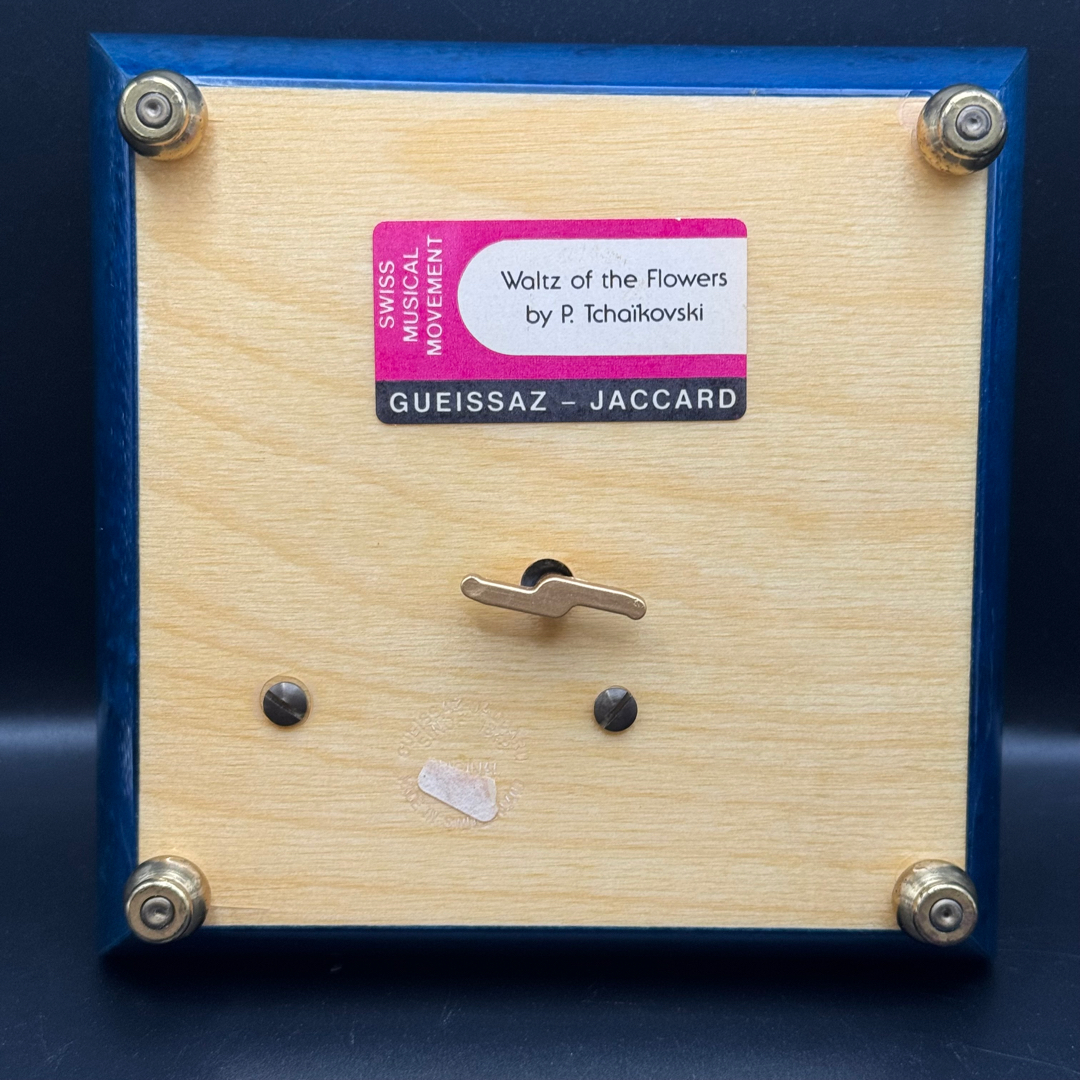 SWISS
MUSICAL
MOVEMENT
Waltz of the Flowers
by P. Tchaïkovski
GUEISSAZ – JACCARD